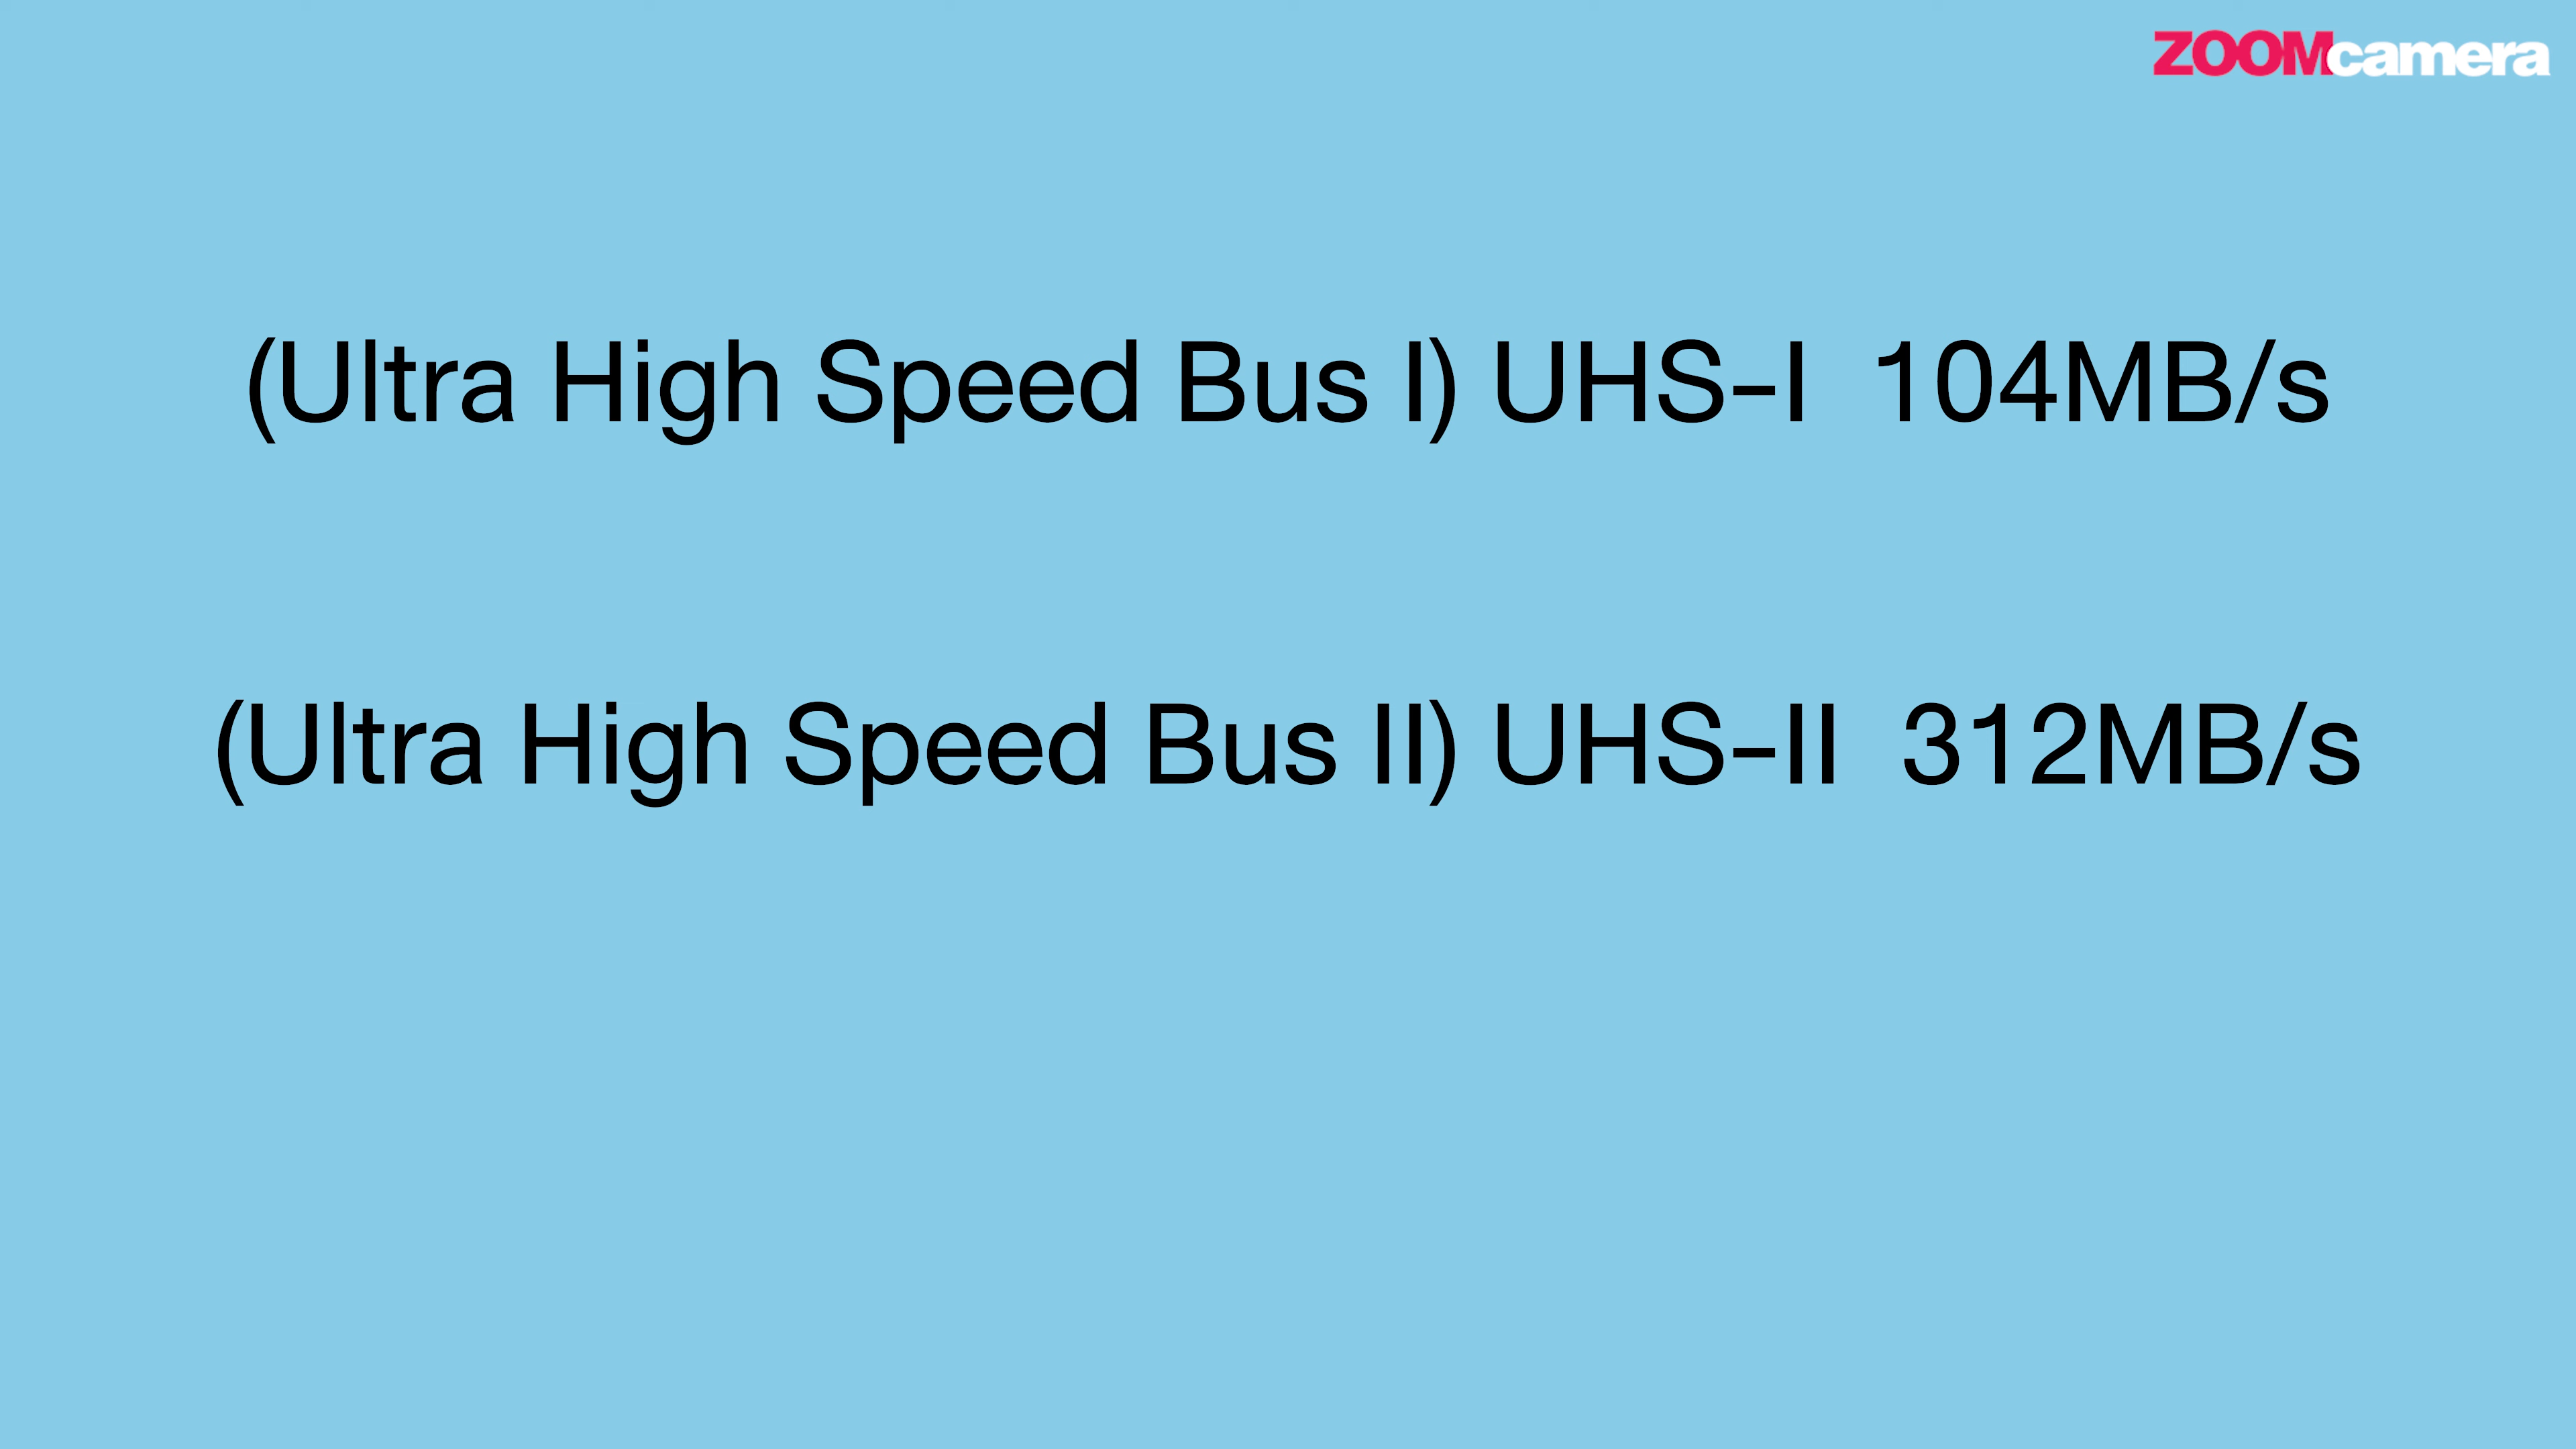 ZOOMcamera
(Ultra High Speed Bus I) UHS-I 104MB/s
(Ultra High Speed Bus II) UHS-II 312MB/s